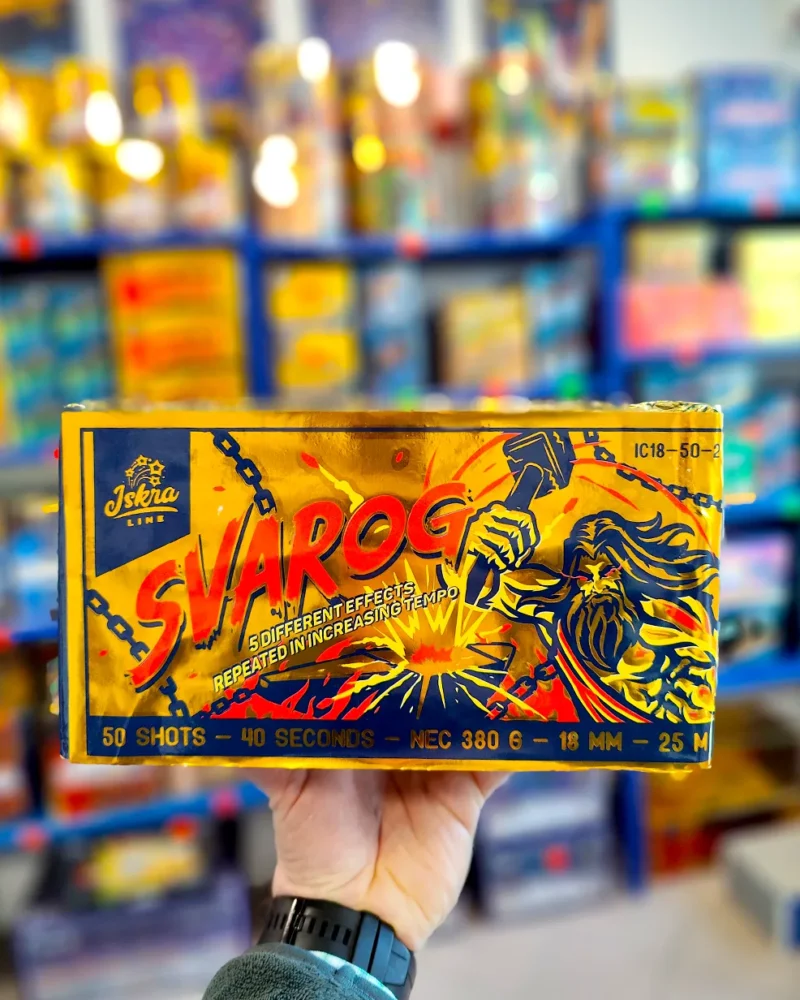 Iskra
LINE
IC18-50-2
SVAROG
5 DIFFERENT EFFECTS
REPEATED IN INCREASING TEMPO
50 SHOTS – 40 SECONDS – NEC 380 G – 18 MM – 25 M